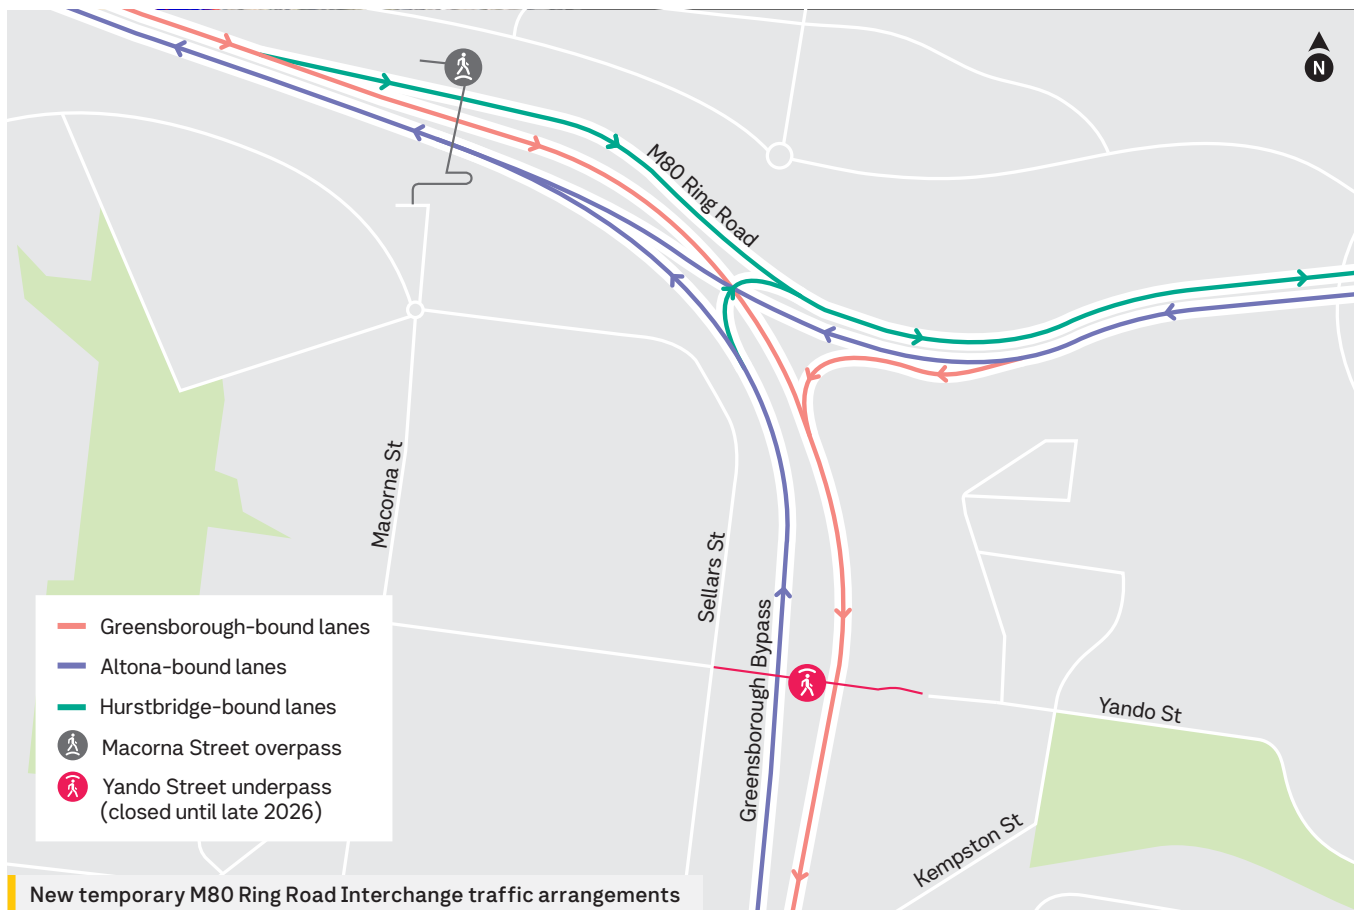 N
M80 Ring Road
Macorna St
Sellars St
Greensborough Bypass
Yando St
Kempston St
Greensborough-bound lanes
Altona-bound lanes
Hurstbridge-bound lanes
Macorna Street overpass
Yando Street underpass
(closed until late 2026)
New temporary M80 Ring Road Interchange traffic arrangements